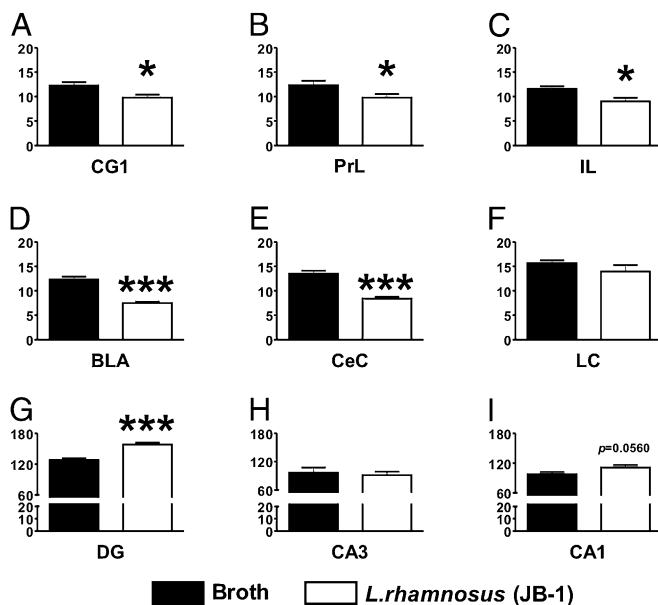 A B C
20 20 20
15 * 15 * 15 *
10 10 10
5 5 5
0 0 0
CG1 PrL IL
D E F
20 20 20
15 *** 15 *** 15
10 10 10
5 5 5
0 0 0
BLA CeC LC
G H I
180 *** 180 180 p=0.0560
120 120 120
60 60 60
20 20 20
10 10 10
0 0 0
DG CA3 CA1
Broth L.rhamnosus (JB-1)